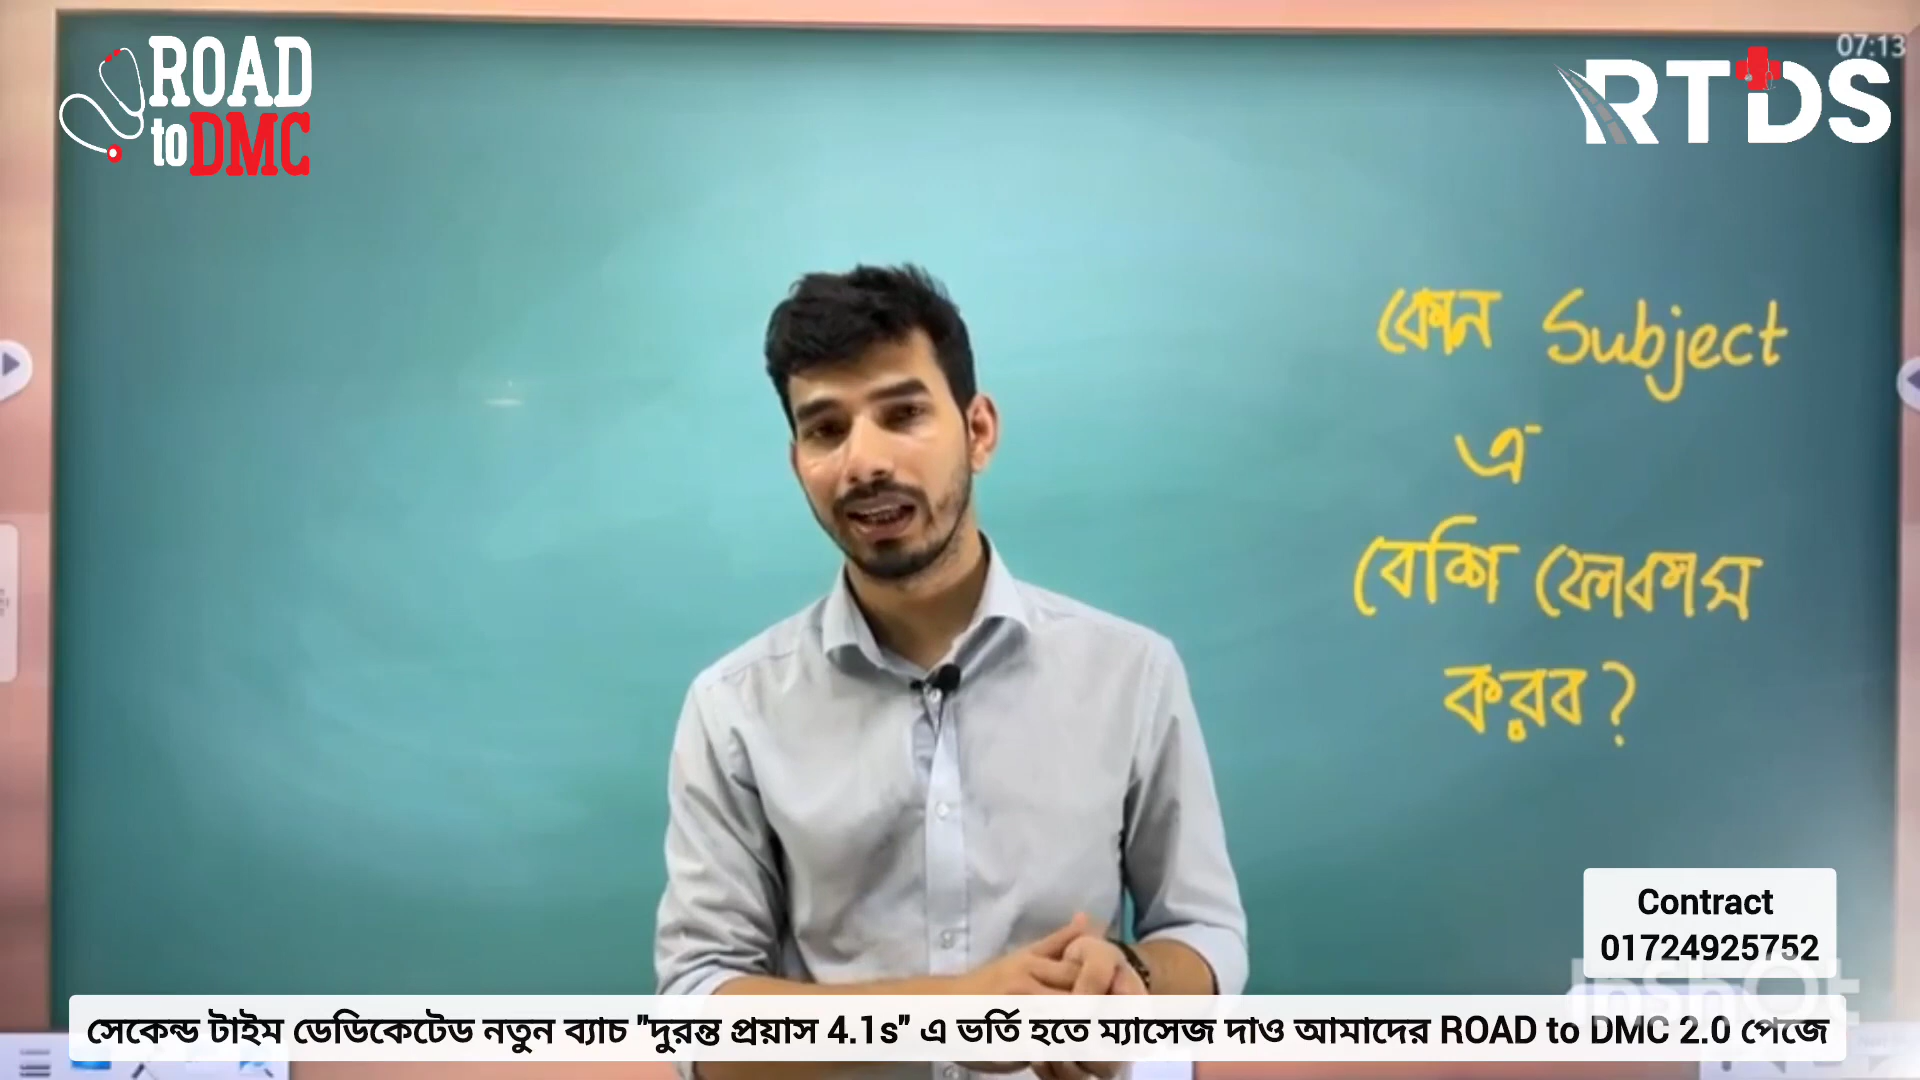 ROAD
to DMC
07:13
RTDS
কোন Subject
এ
বেশি ফোকাস
করব?
Contract
01724925752
InShOt
সেকেন্ড টাইম ডেডিকেটেড নতুন ব্যাচ "দুরন্ত প্রয়াস 4.1s" এ ভর্তি হতে ম্যাসেজ দাও আমাদের ROAD to DMC 2.0 পেজে